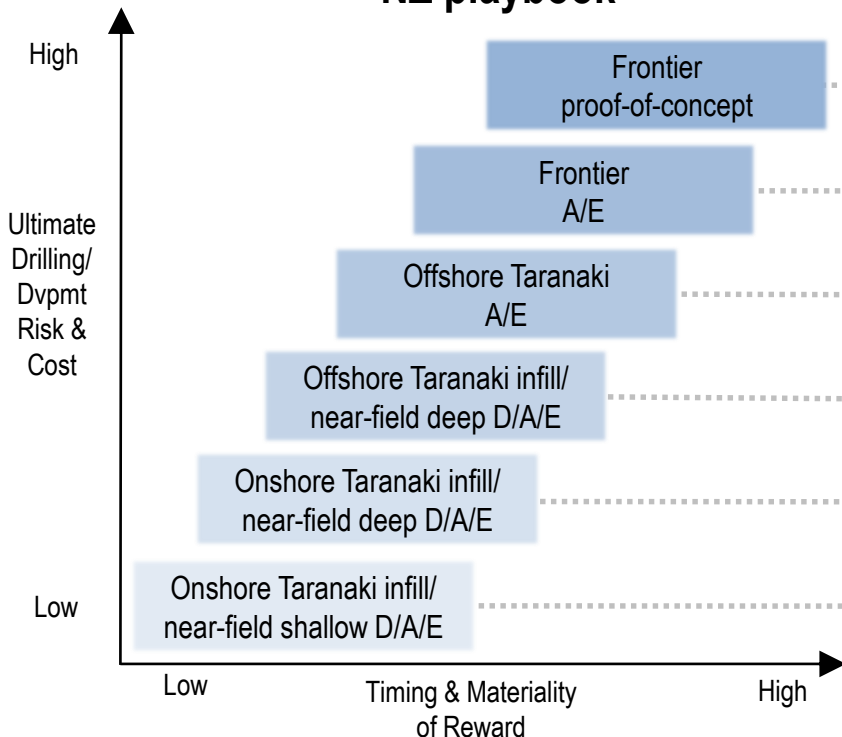 NZ playbook
High
Frontier
proof-of-concept
Frontier
A/E
Ultimate
Drilling/
Dvpmt
Risk &
Cost
Offshore Taranaki
A/E
Offshore Taranaki infill/
near-field deep D/A/E
Onshore Taranaki infill/
near-field deep D/A/E
Low
Onshore Taranaki infill/
near-field shallow D/A/E
Low
Timing & Materiality
of Reward
High